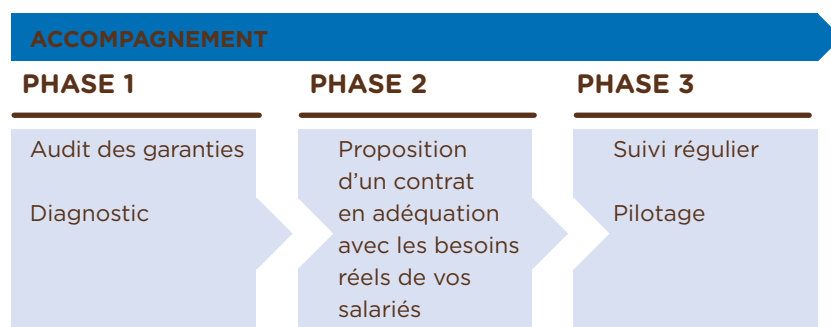 ACCOMPAGNEMENT
PHASE 1
Audit des garanties
Diagnostic
PHASE 2
Proposition
d'un contrat
en adéquation
avec les besoins
réels de vos
salariés
PHASE 3
Suivi régulier
Pilotage